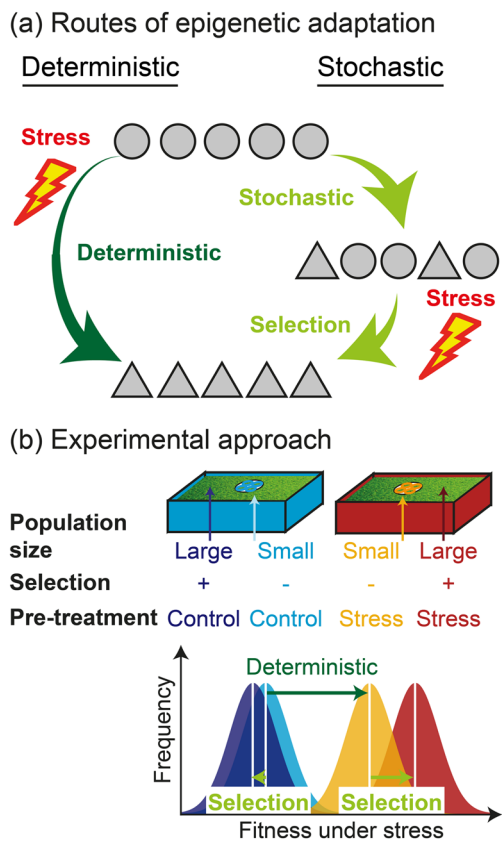 (a) Routes of epigenetic adaptation
Deterministic Stochastic
Stress
Stochastic
Deterministic
Stress
Selection
(b) Experimental approach
Population
size
Large Small Small Large
Selection + - - +
Pre-treatment Control Control Stress Stress
Deterministic
Frequency
Selection Selection
Fitness under stress